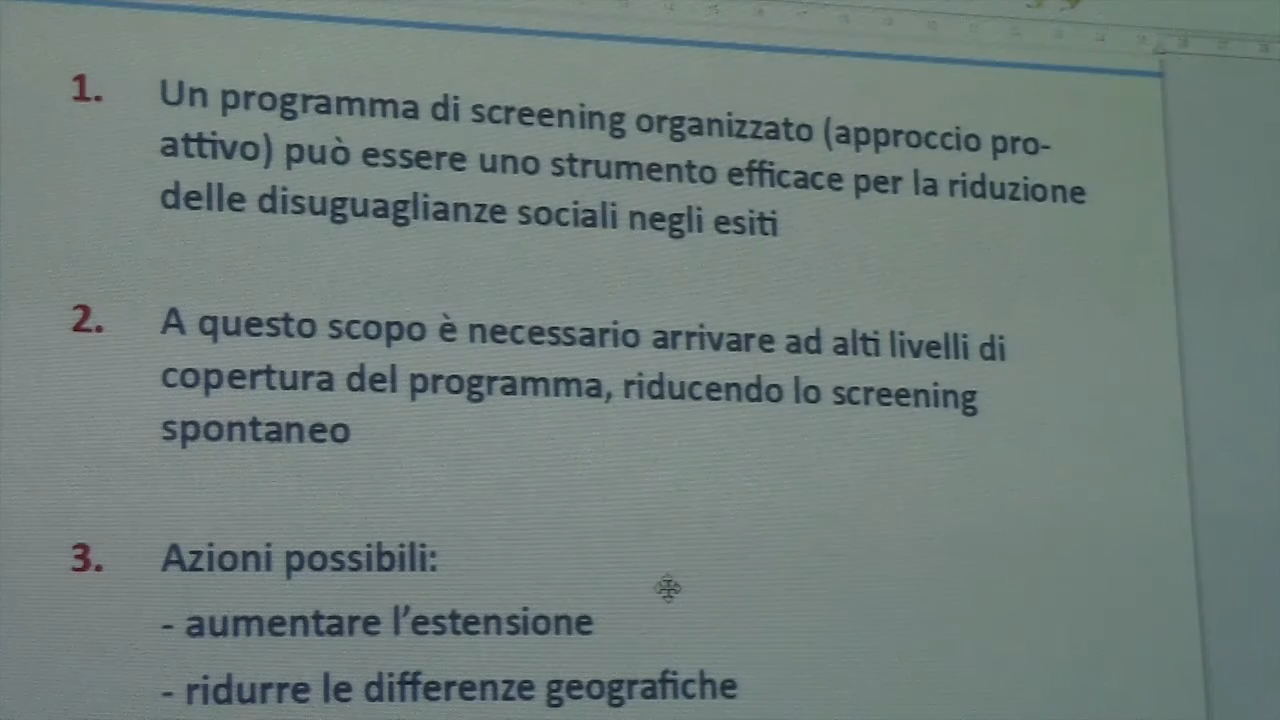 1. Un programma di screening organizzato (approccio pro-
attivo) può essere uno strumento efficace per la riduzione
delle disuguaglianze sociali negli esiti
2. A questo scopo è necessario arrivare ad alti livelli di
copertura del programma, riducendo lo screening
spontaneo
3. Azioni possibili:
- aumentare l’estensione
- ridurre le differenze geografiche